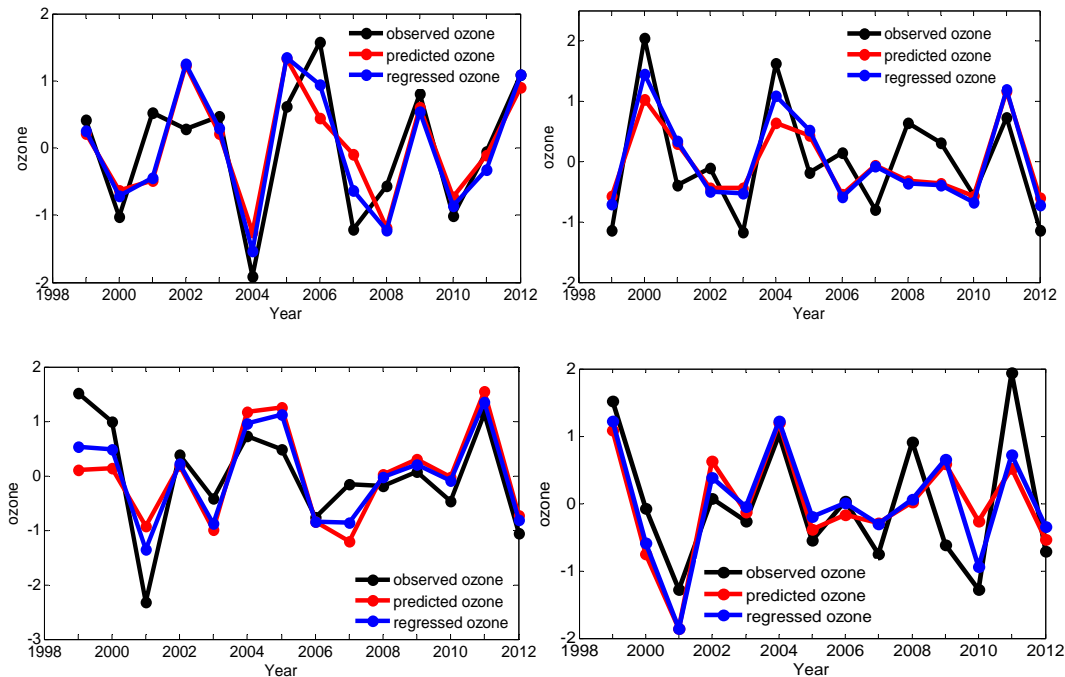 2
1
0
-1
-2
ozone
observed ozone
predicted ozone
regressed ozone
1998 2000 2002 2004 2006 2008 2010 2012
Year
2
1
0
-1
-2
ozone
observed ozone
predicted ozone
regressed ozone
1998 2000 2002 2004 2006 2008 2010 2012
Year
2
1
0
-1
-2
-3
ozone
observed ozone
predicted ozone
regressed ozone
1998 2000 2002 2004 2006 2008 2010 2012
Year
2
1
0
-1
-2
ozone
observed ozone
predicted ozone
regressed ozone
1998 2000 2002 2004 2006 2008 2010 2012
Year